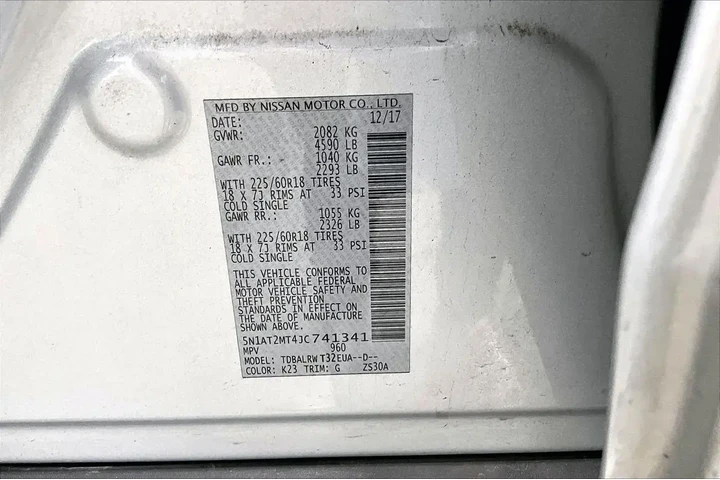 MFD BY NISSAN MOTOR CO., LTD.
DATE: 12/17
GVWR: 2082 KG
4590 LB
GAWR FR.: 1040 KG
2293 LB
WITH 225/60R18 TIRES
18 X 7J RIMS AT 33 PSI
COLD SINGLE
GAWR RR.: 1055 KG
2326 LB
WITH 225/60R18 TIRES
18 X 7J RIMS AT 33 PSI
COLD SINGLE
THIS VEHICLE CONFORMS TO
ALL APPLICABLE FEDERAL
MOTOR VEHICLE SAFETY AND
THEFT PREVENTION
STANDARDS IN EFFECT ON
THE DATE OF MANUFACTURE
SHOWN ABOVE.
5N1AT2MT4JC741341
MPV 960
MODEL: TDBALRW T32EUA--D--
COLOR: K23 TRIM: G ZS30A